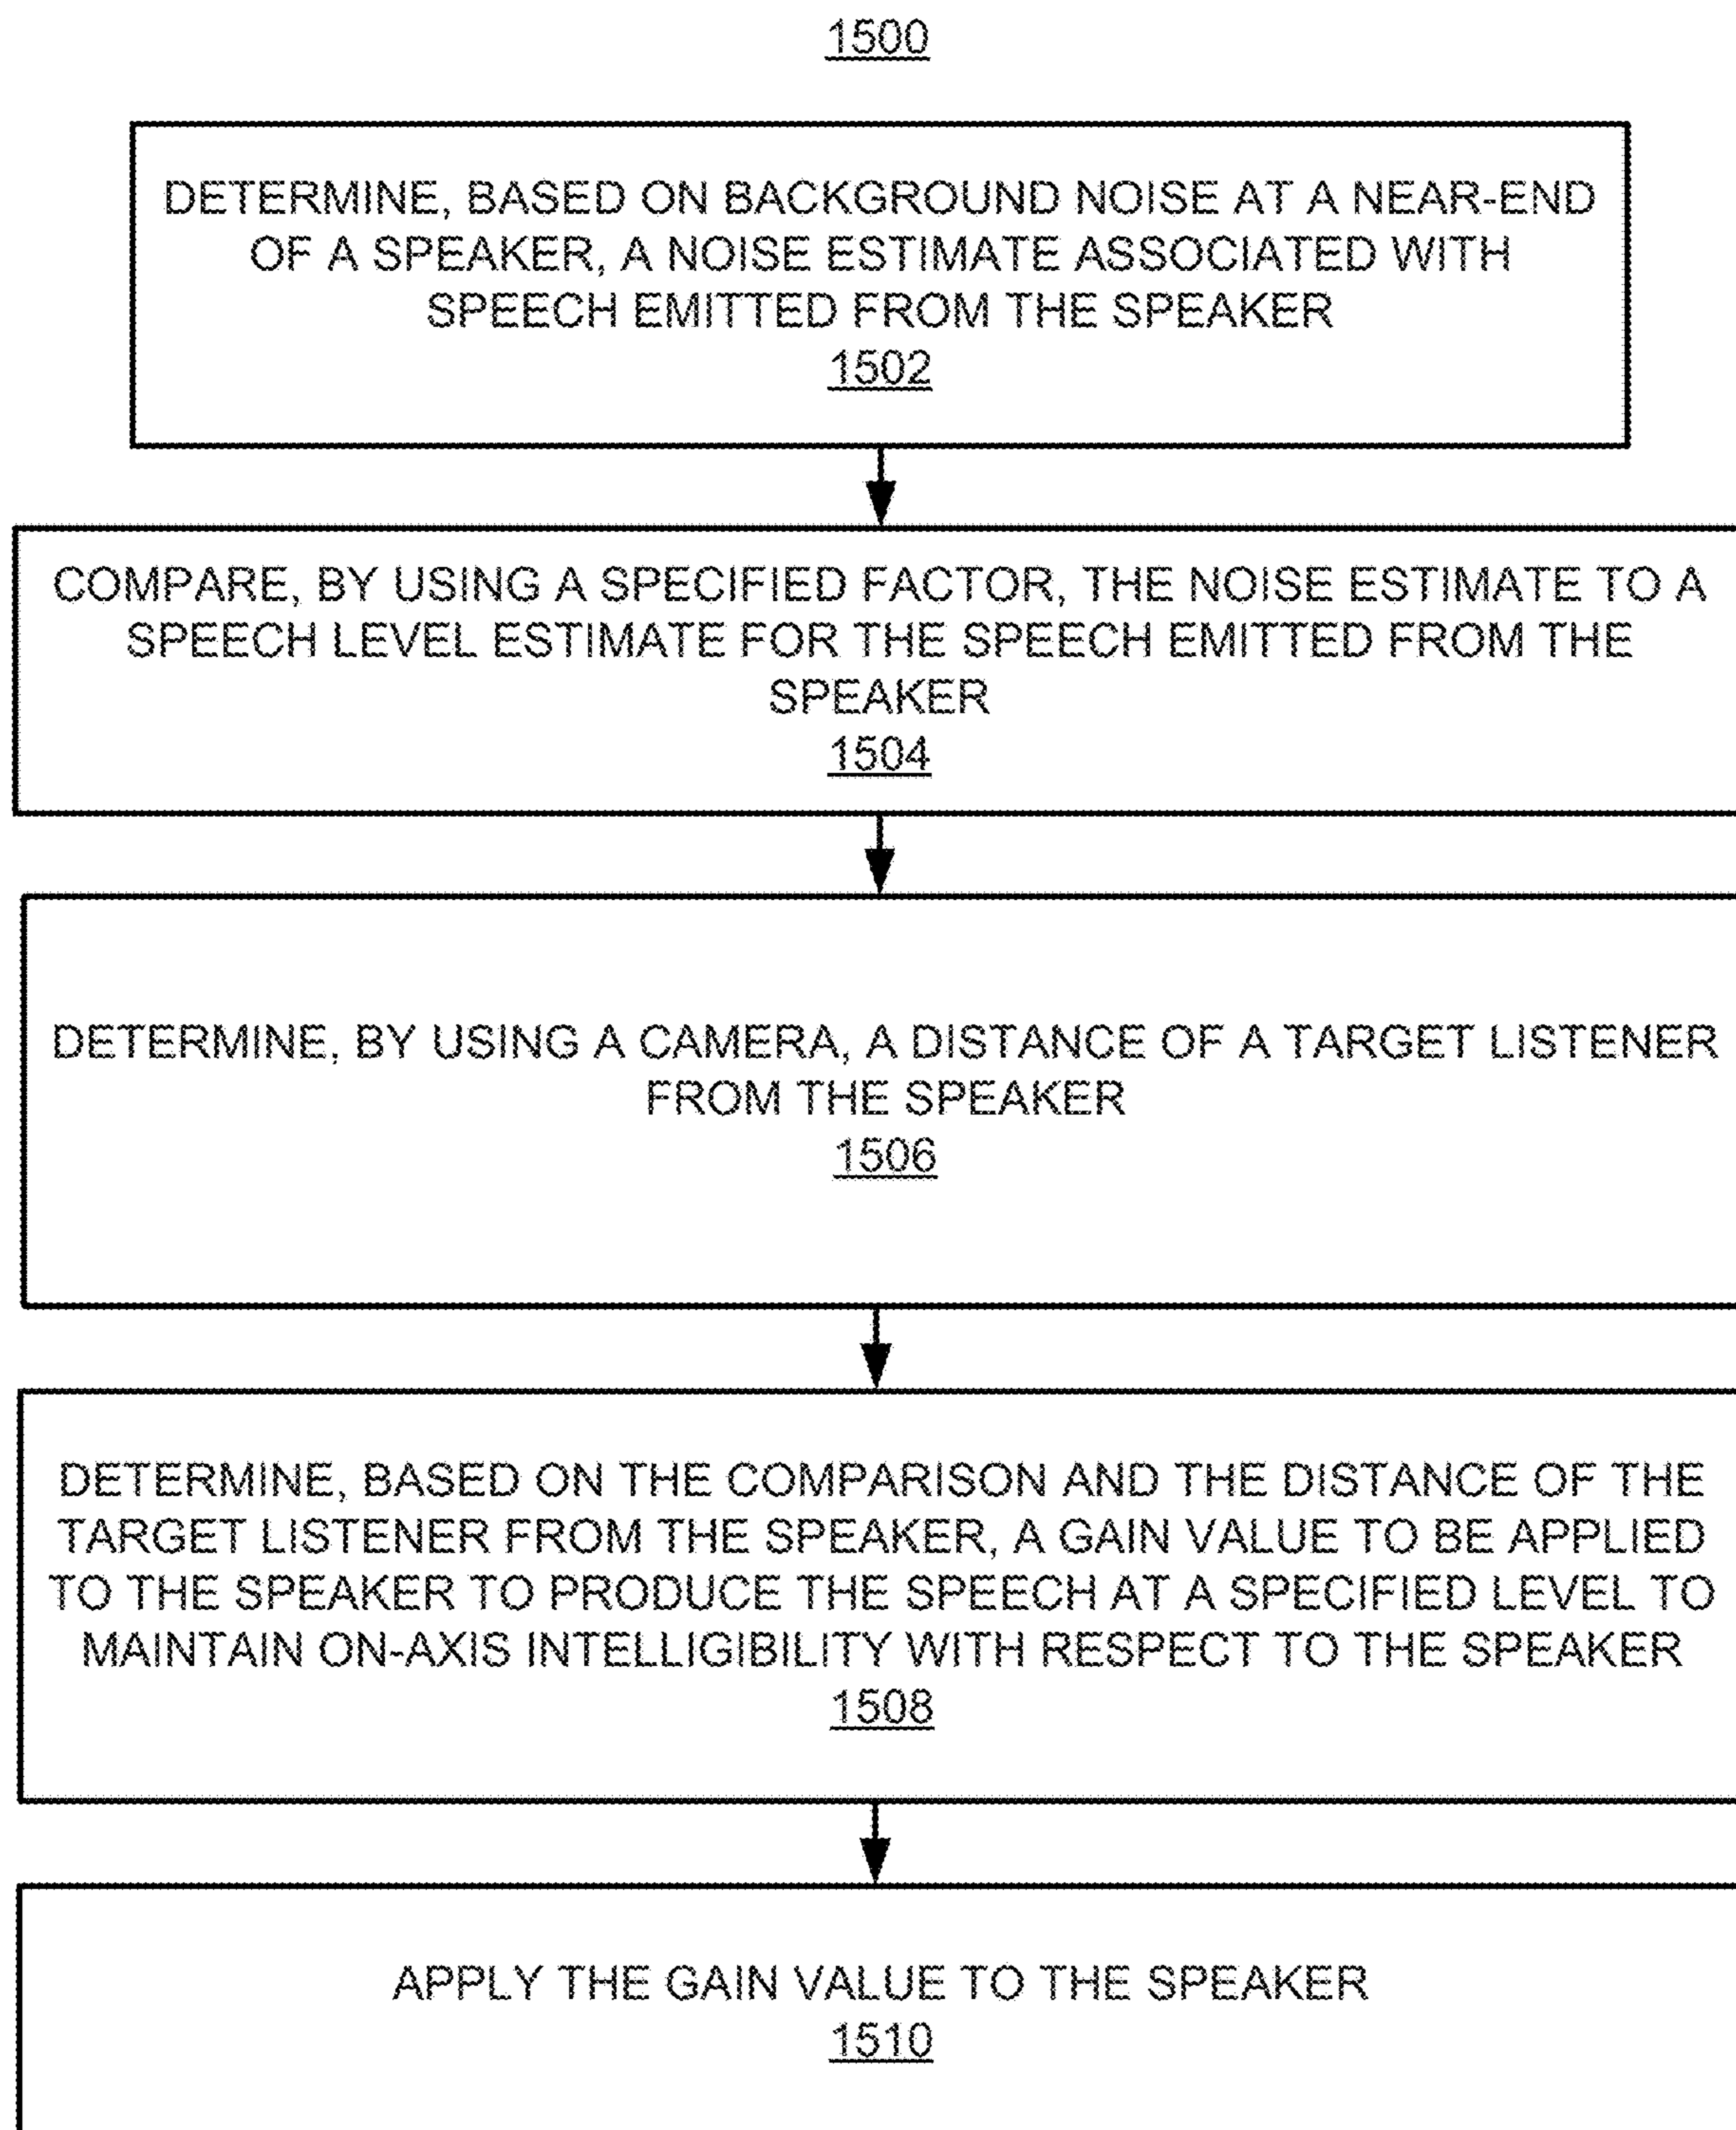 1500
DETERMINE, BASED ON BACKGROUND NOISE AT A NEAR-END
OF A SPEAKER, A NOISE ESTIMATE ASSOCIATED WITH
SPEECH EMITTED FROM THE SPEAKER
1502
COMPARE, BY USING A SPECIFIED FACTOR, THE NOISE ESTIMATE TO A
SPEECH LEVEL ESTIMATE FOR THE SPEECH EMITTED FROM THE
SPEAKER
1504
DETERMINE, BY USING A CAMERA, A DISTANCE OF A TARGET LISTENER
FROM THE SPEAKER
1506
DETERMINE, BASED ON THE COMPARISON AND THE DISTANCE OF THE
TARGET LISTENER FROM THE SPEAKER, A GAIN VALUE TO BE APPLIED
TO THE SPEAKER TO PRODUCE THE SPEECH AT A SPECIFIED LEVEL TO
MAINTAIN ON-AXIS INTELLIGIBILITY WITH RESPECT TO THE SPEAKER
1508
APPLY THE GAIN VALUE TO THE SPEAKER
1510